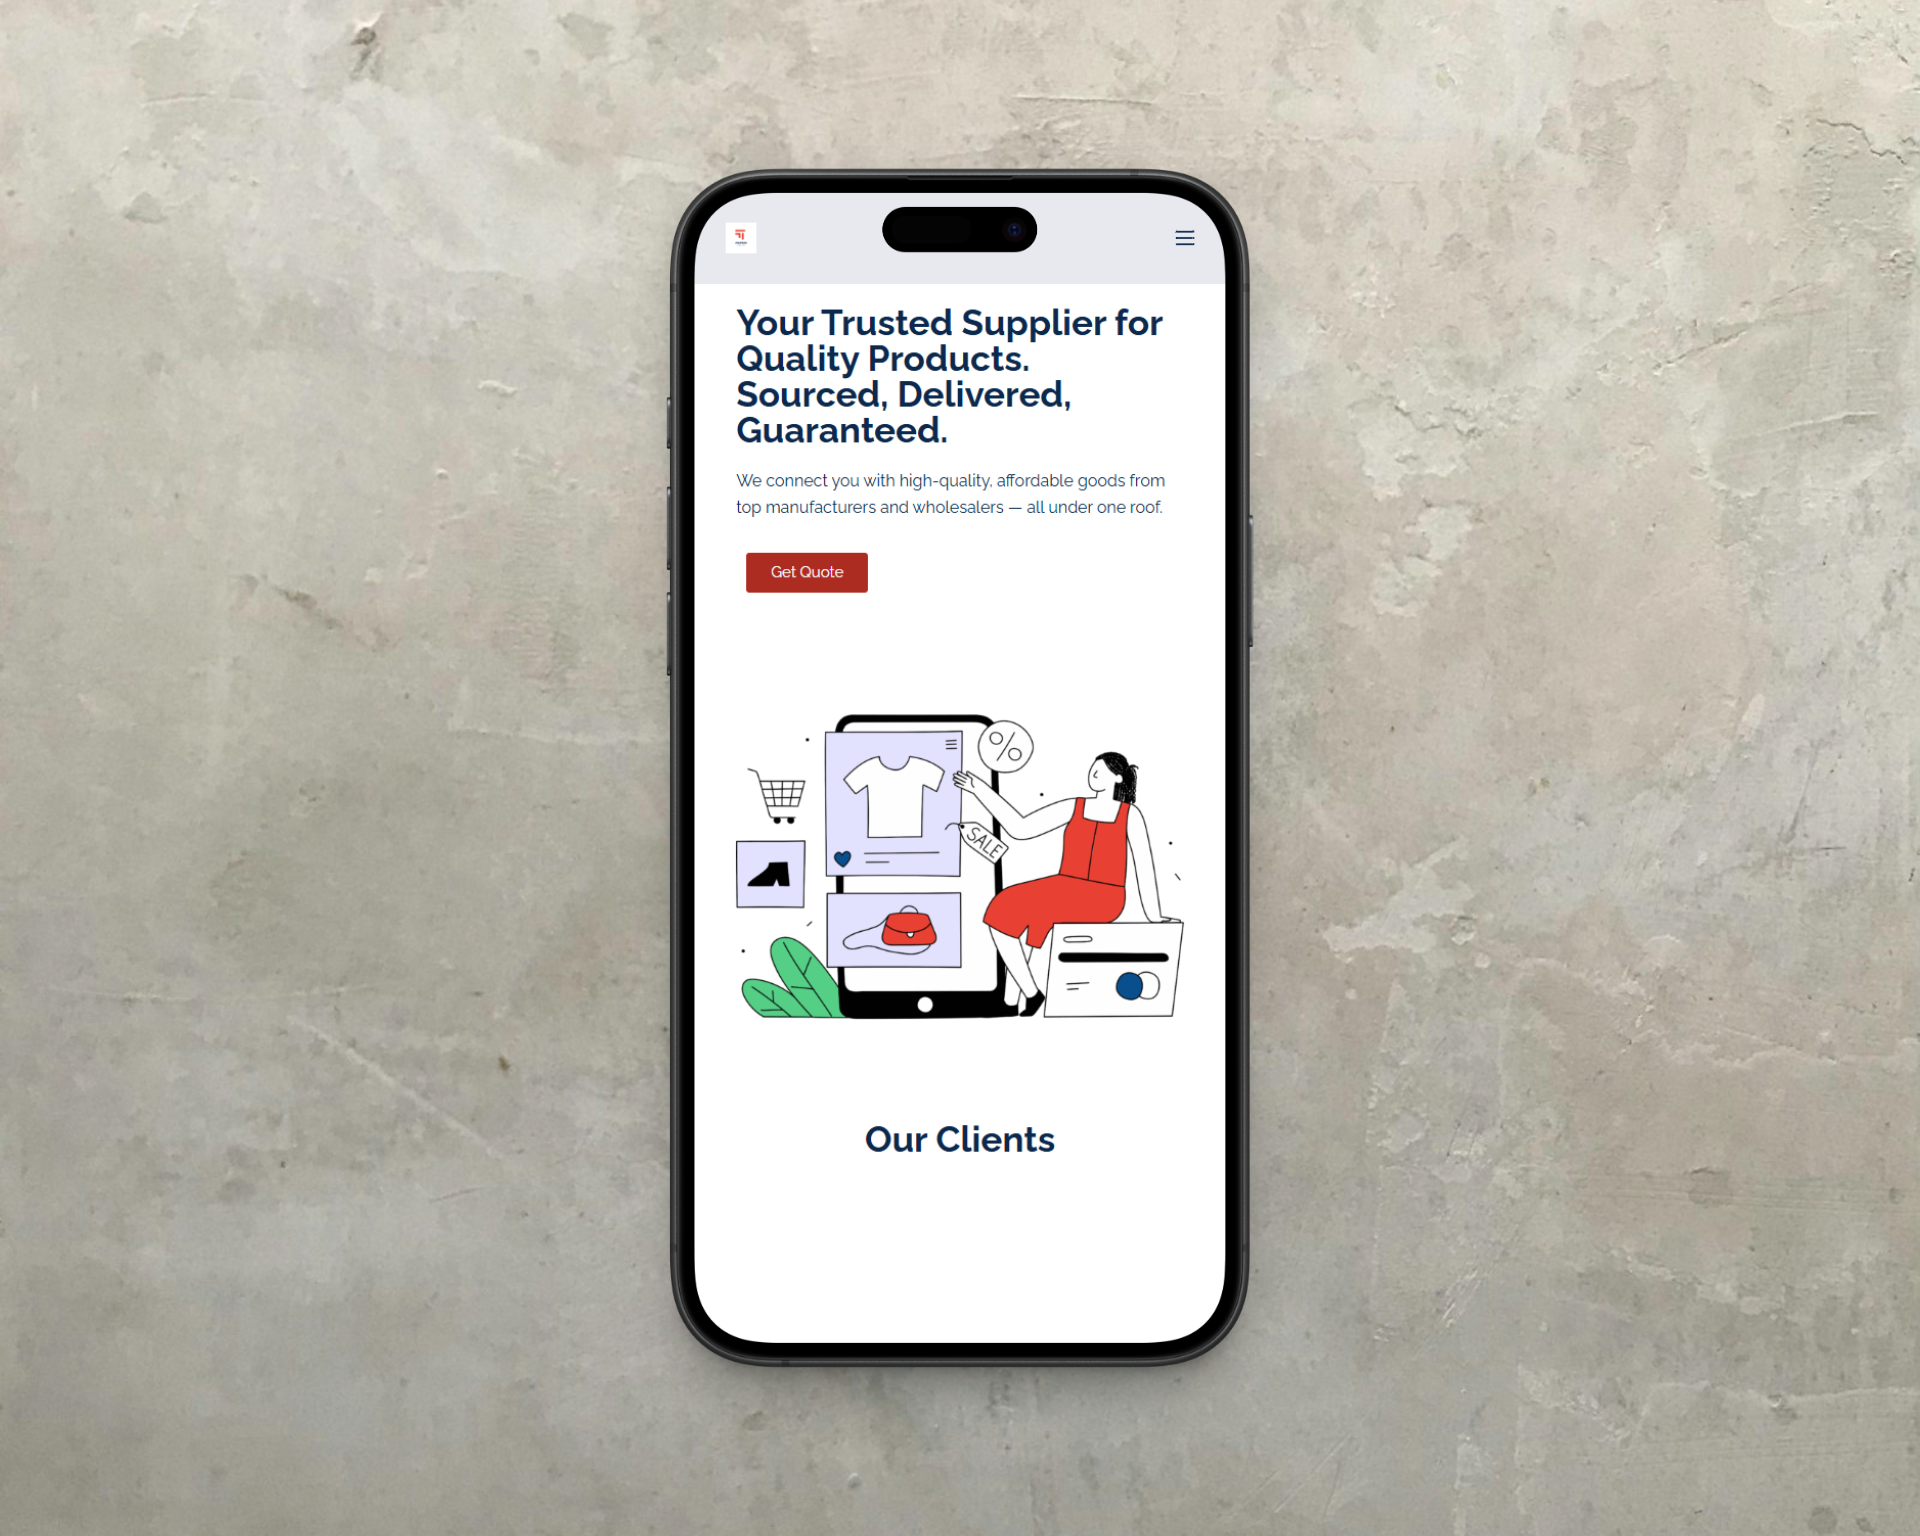 Your Trusted Supplier for
Quality Products.
Sourced, Delivered,
Guaranteed.
We connect you with high-quality, affordable goods from
top manufacturers and wholesalers — all under one roof.
Get Quote
SALE
Our Clients